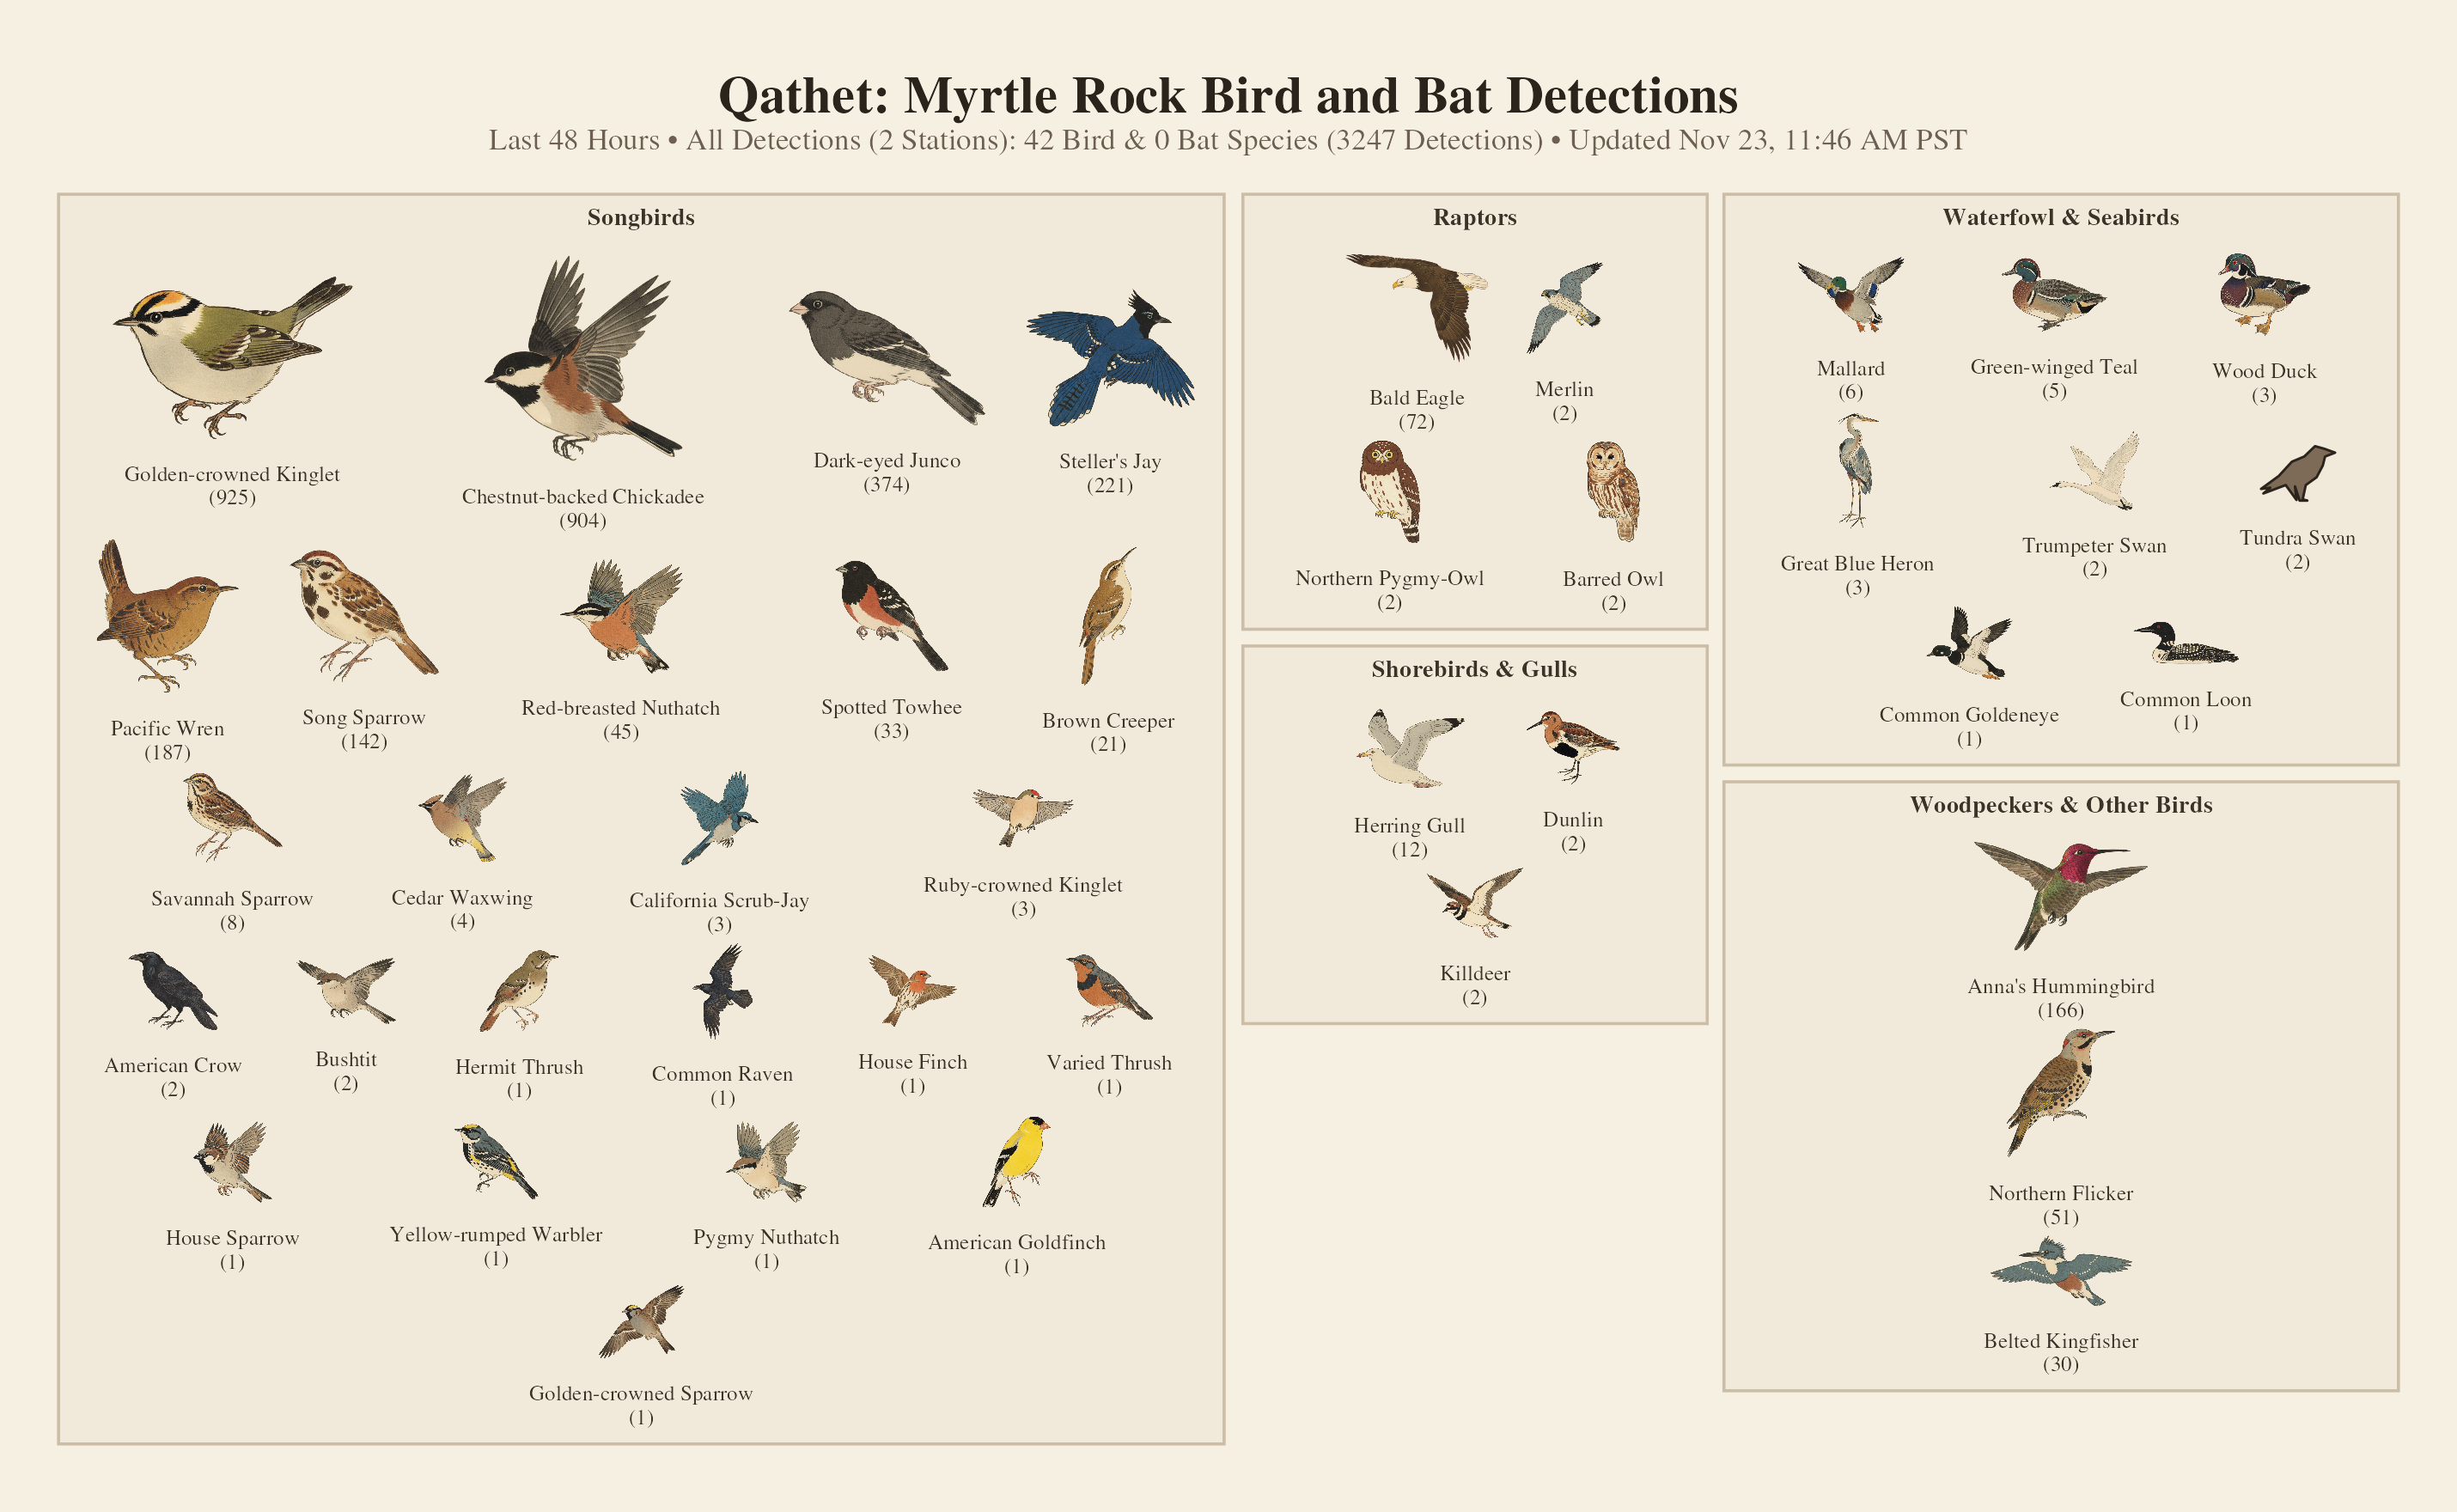 Qathet: Myrtle Rock Bird and Bat Detections
Last 48 Hours • All Detections (2 Stations): 42 Bird & 0 Bat Species (3247 Detections) • Updated Nov 23, 11:46 AM PST
Songbirds
Golden-crowned Kinglet
(925)
Chestnut-backed Chickadee
(904)
Dark-eyed Junco
(374)
Steller's Jay
(221)
Pacific Wren
(187)
Song Sparrow
(142)
Red-breasted Nuthatch
(45)
Spotted Towhee
(33)
Brown Creeper
(21)
Savannah Sparrow
(8)
Cedar Waxwing
(4)
California Scrub-Jay
(3)
Ruby-crowned Kinglet
(3)
American Crow
(2)
Bushtit
(2)
Hermit Thrush
(1)
Common Raven
(1)
House Finch
(1)
Varied Thrush
(1)
House Sparrow
(1)
Yellow-rumped Warbler
(1)
Pygmy Nuthatch
(1)
American Goldfinch
(1)
Golden-crowned Sparrow
(1)
Raptors
Bald Eagle
(72)
Merlin
(2)
Northern Pygmy-Owl
(2)
Barred Owl
(2)
Shorebirds & Gulls
Herring Gull
(12)
Dunlin
(2)
Killdeer
(2)
Waterfowl & Seabirds
Mallard
(6)
Green-winged Teal
(5)
Wood Duck
(3)
Great Blue Heron
(3)
Trumpeter Swan
(2)
Tundra Swan
(2)
Common Goldeneye
(1)
Common Loon
(1)
Woodpeckers & Other Birds
Anna's Hummingbird
(166)
Northern Flicker
(51)
Belted Kingfisher
(30)